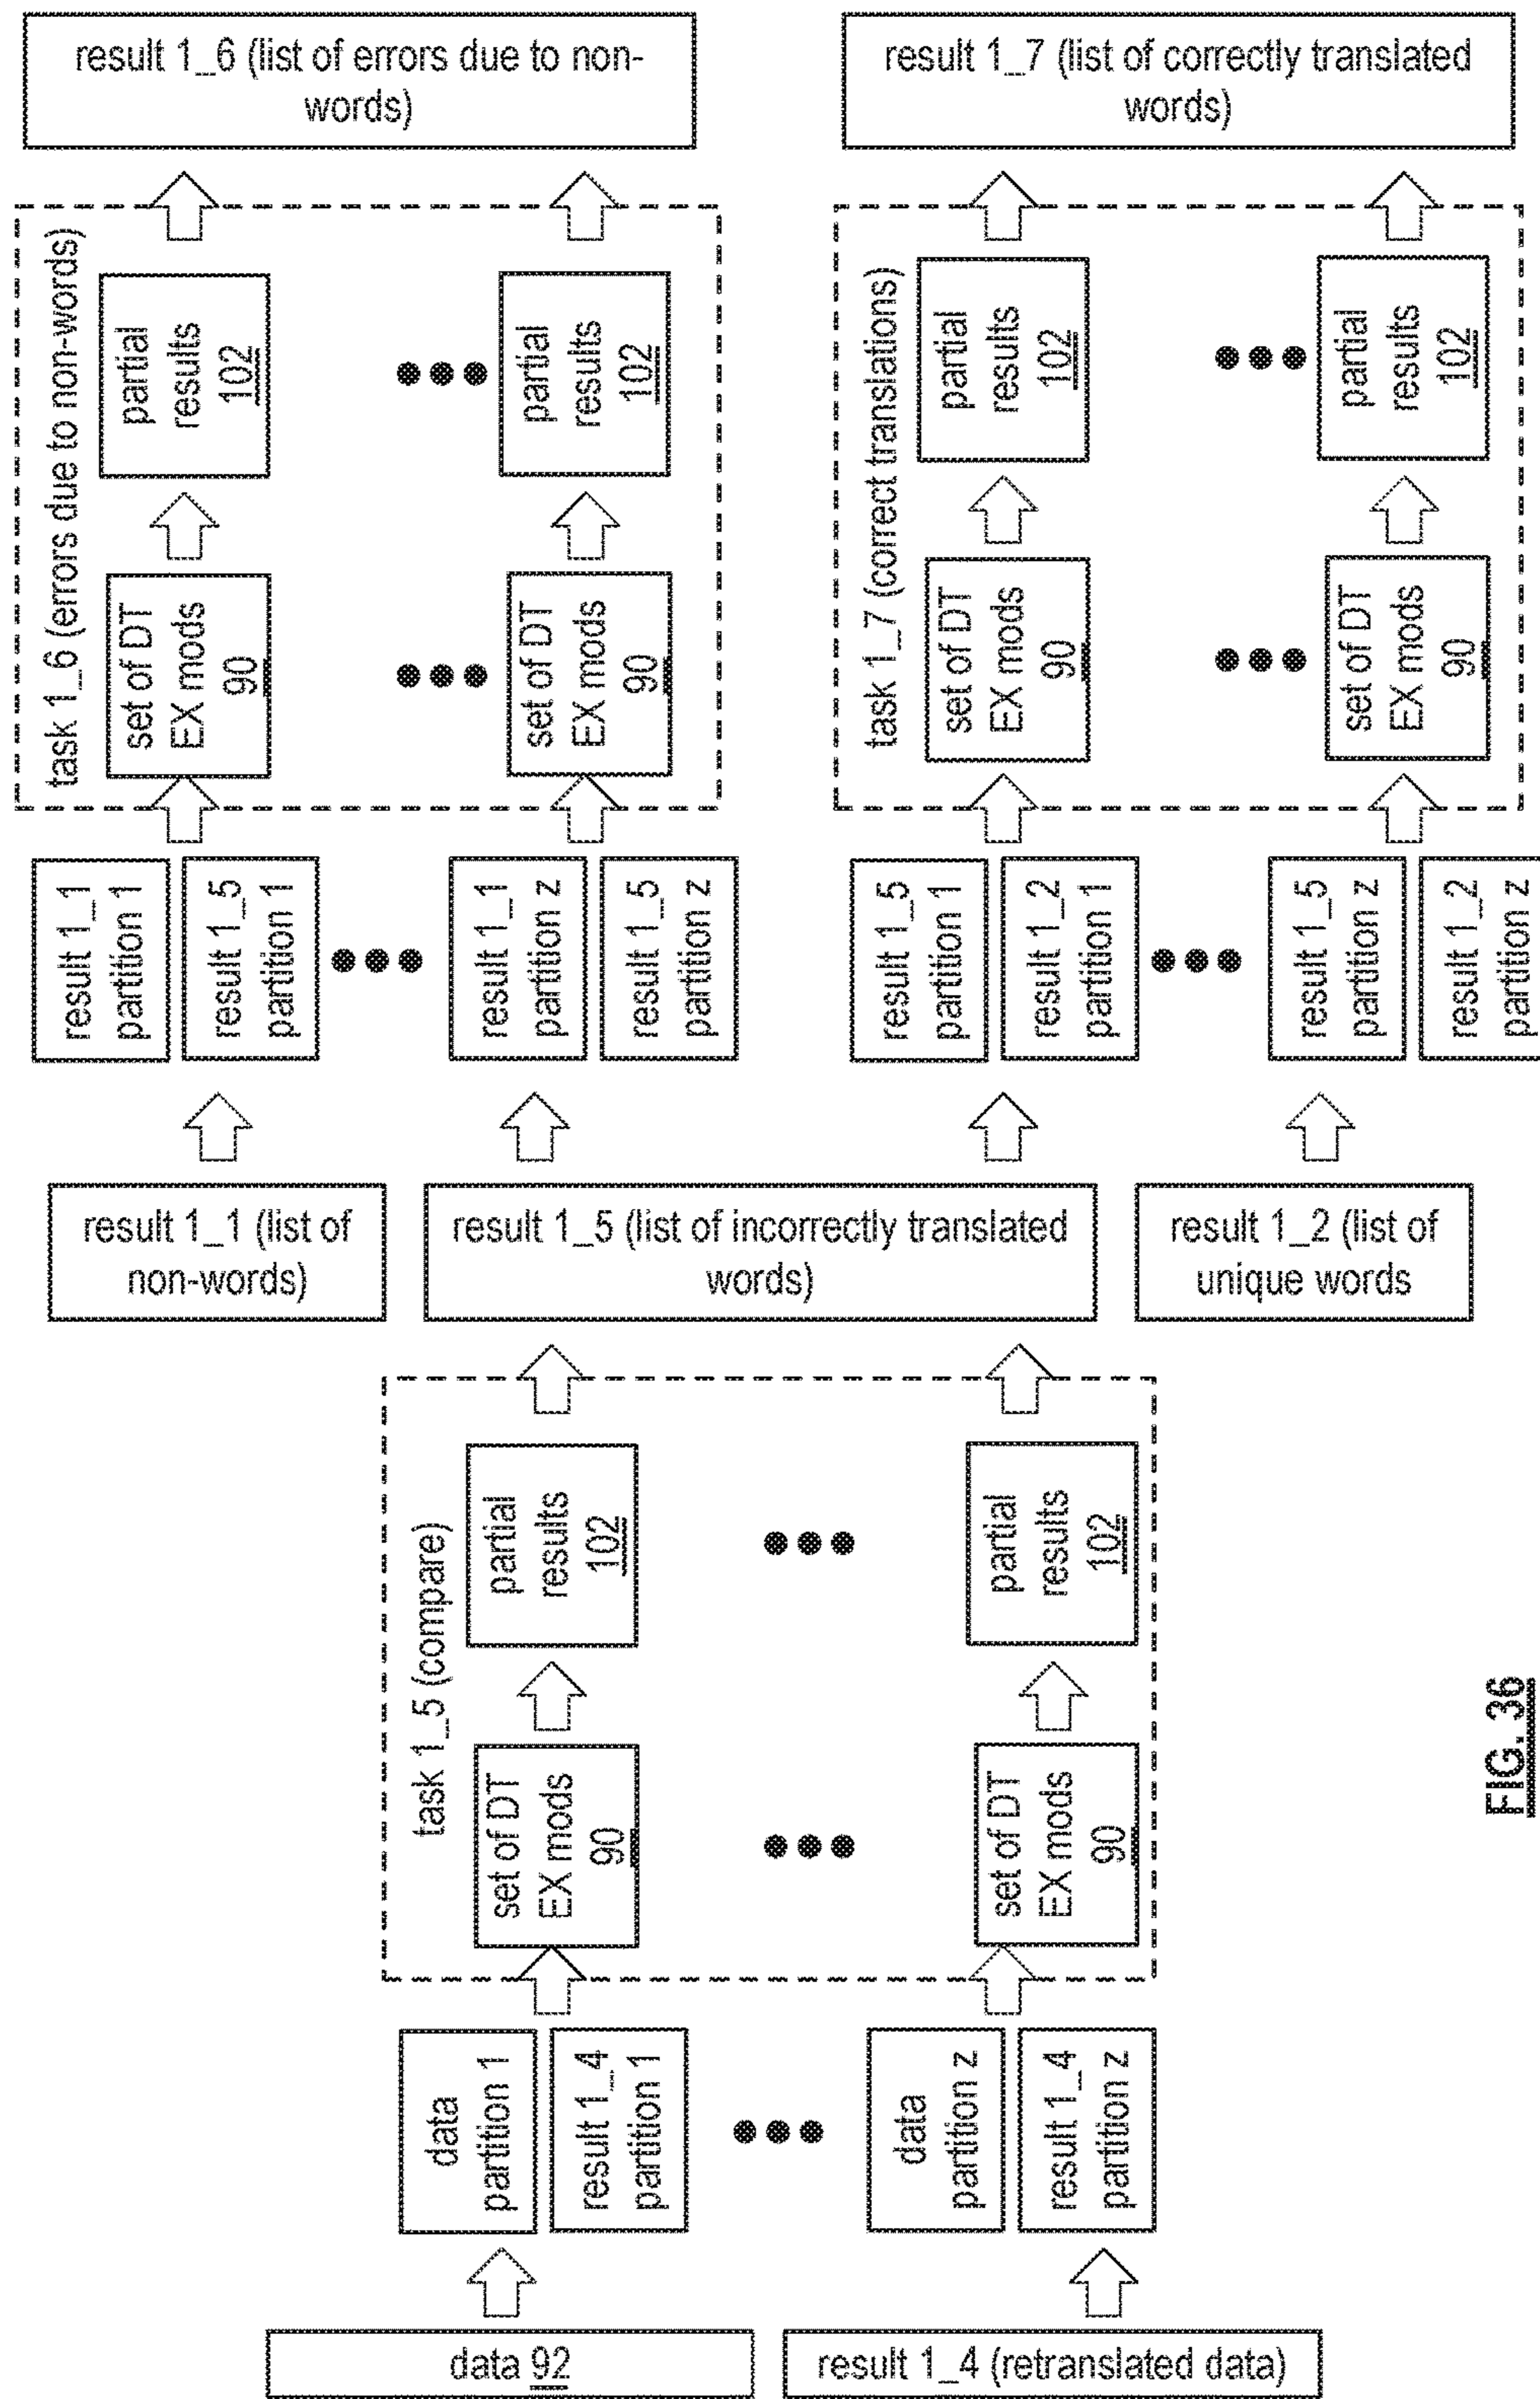 data 92
result 1_4 (retranslated data)
data
partition 1
result 1_4
partition 1
data
partition z
result 1_4
partition z
task 1_5 (compare)
set of DT
EX mods
90
partial
results
102
set of DT
EX mods
90
partial
results
102
result 1_1 (list of
non-words)
result 1_5 (list of incorrectly translated
words)
result 1_2 (list of
unique words
result 1_1
partition 1
result 1_5
partition 1
result 1_1
partition z
result 1_5
partition z
task 1_6 (errors due to non-words)
set of DT
EX mods
90
partial
results
102
set of DT
EX mods
90
partial
results
102
result 1_6 (list of errors due to non-
words)
result 1_5
partition 1
result 1_2
partition 1
result 1_5
partition z
result 1_2
partition z
task 1_7 (correct translations)
set of DT
EX mods
90
partial
results
102
set of DT
EX mods
90
partial
results
102
result 1_7 (list of correctly translated
words)
FIG. 36